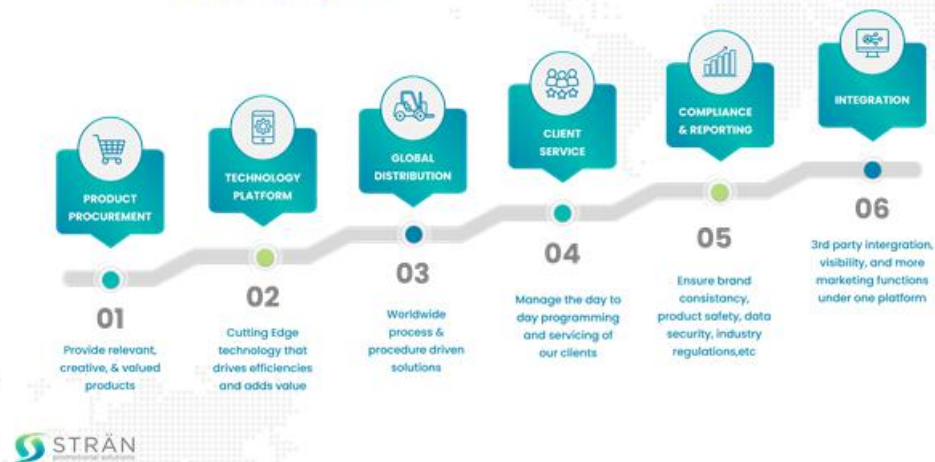 PRODUCT
PROCUREMENT
01
Provide relevant,
creative, & valued
products
TECHNOLOGY
PLATFORM
02
Cutting Edge
technology that
drives efficiencies
and adds value
GLOBAL
DISTRIBUTION
03
Worldwide
process &
procedure driven
solutions
CLIENT
SERVICE
04
Manage the day to
day programming
and servicing of
our clients
COMPLIANCE
& REPORTING
05
Ensure brand
consistancy,
product safety, data
security, industry
regulations,etc
INTEGRATION
06
3rd party intergration,
visibility, and more
marketing functions
under one platform
STRÄN
promotional solutions